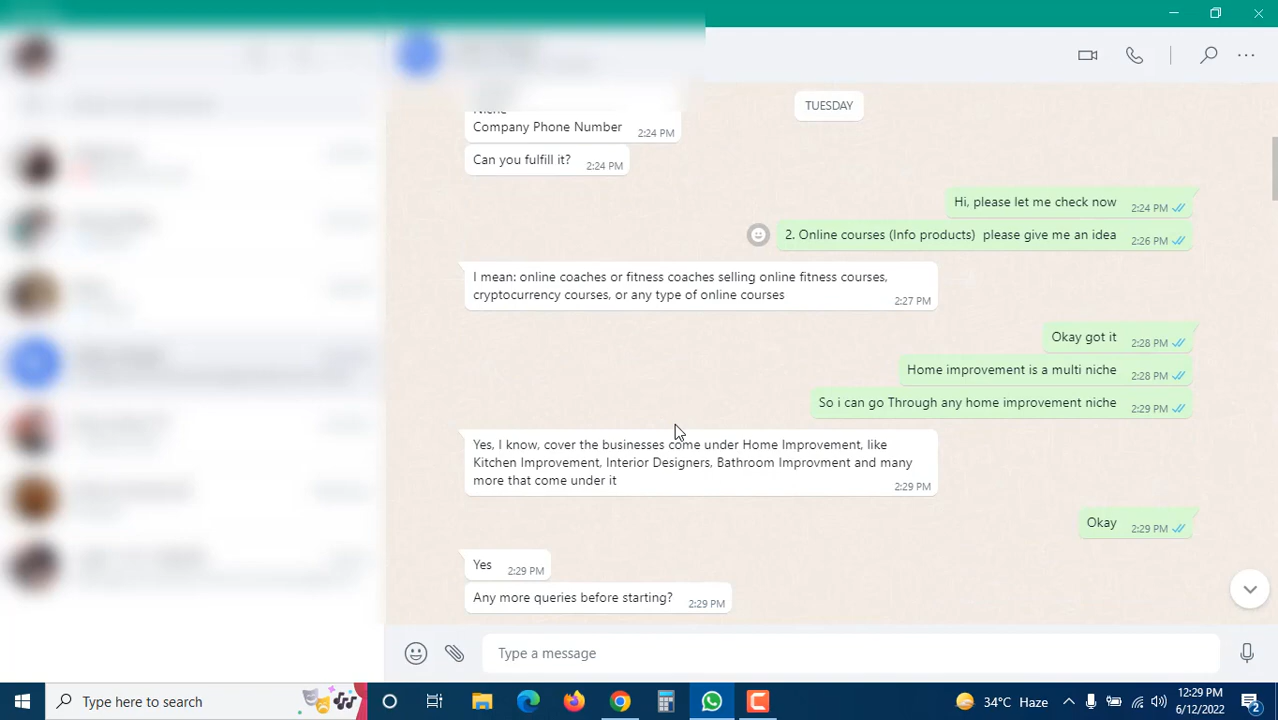 TUESDAY
Company Phone Number
2:24 PM
Can you fulfill it?
2:24 PM
Hi, please let me check now
2:24 PM
2. Online courses (Info products) please give me an idea
2:26 PM
I mean: online coaches or fitness coaches selling online fitness courses,
cryptocurrency courses, or any type of online courses
2:27 PM
Okay got it
2:28 PM
Home improvement is a multi niche
2:28 PM
So i can go Through any home improvement niche
2:29 PM
Yes, I know, cover the businesses come under Home Improvement, like
Kitchen Improvement, Interior Designers, Bathroom Improvment and many
more that come under it
2:29 PM
Okay
2:29 PM
Yes
2:29 PM
Any more queries before starting?
2:29 PM
Type a message
Type here to search
34°C Haze
12:29 PM
6/12/2022
2